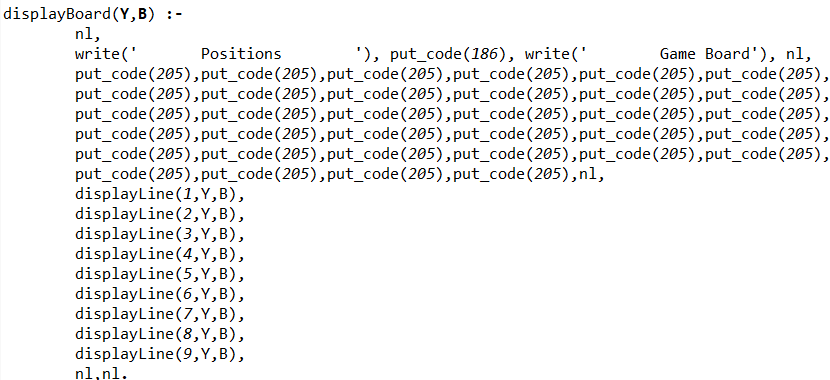 displayBoard(Y,B) :-
        nl,
        write('       Positions        '), put_code(186), write('        Game Board'), nl,
        put_code(205),put_code(205),put_code(205),put_code(205),put_code(205),put_code(205),
        put_code(205),put_code(205),put_code(205),put_code(205),put_code(205),put_code(205),
        put_code(205),put_code(205),put_code(205),put_code(205),put_code(205),put_code(205),
        put_code(205),put_code(205),put_code(205),put_code(205),put_code(205),put_code(205),
        put_code(205),put_code(205),put_code(205),put_code(205),put_code(205),put_code(205),
        put_code(205),put_code(205),put_code(205),put_code(205),nl,
        displayLine(1,Y,B),
        displayLine(2,Y,B),
        displayLine(3,Y,B),
        displayLine(4,Y,B),
        displayLine(5,Y,B),
        displayLine(6,Y,B),
        displayLine(7,Y,B),
        displayLine(8,Y,B),
        displayLine(9,Y,B),
        nl,nl.